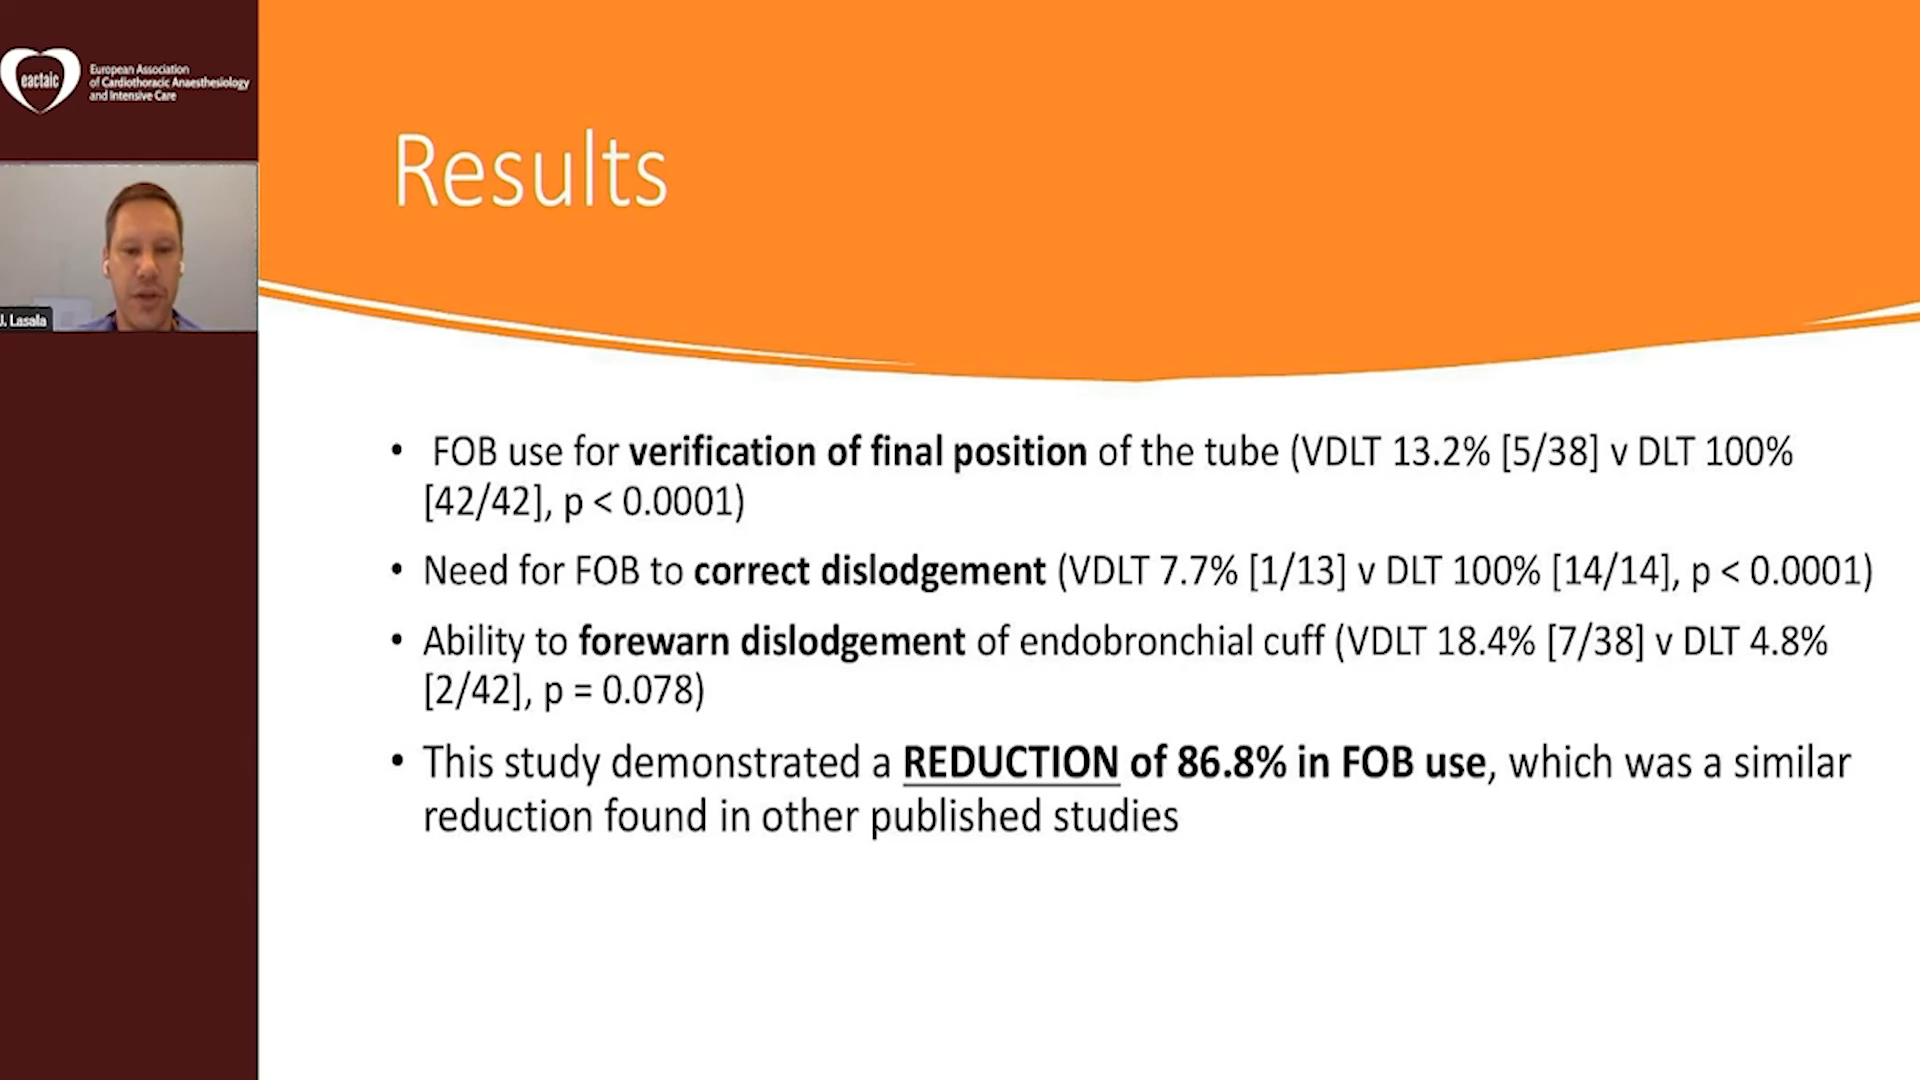 eactaic
European Association
of Cardiothoracic Anaesthesiology
and Intensive Care
J. Lasala
Results
• FOB use for verification of final position of the tube (VDLT 13.2% [5/38] v DLT 100%
[42/42], p < 0.0001)
• Need for FOB to correct dislodgement (VDLT 7.7% [1/13] v DLT 100% [14/14], p < 0.0001)
• Ability to forewarn dislodgement of endobronchial cuff (VDLT 18.4% [7/38] v DLT 4.8%
[2/42], p = 0.078)
• This study demonstrated a REDUCTION of 86.8% in FOB use, which was a similar
reduction found in other published studies